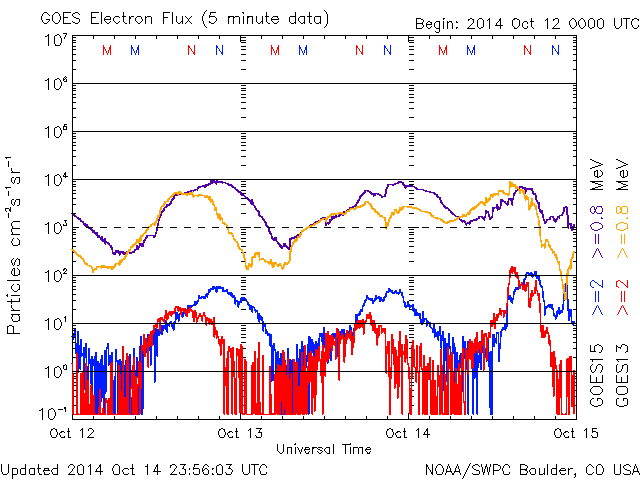 GOES Electron Flux (5 minute data)
Begin: 2014 Oct 12 0000 UTC
M M N N M M N N M M N N
10⁷
10⁶
10⁵
10⁴
10³
10²
10¹
10⁰
10⁻¹
Particles cm⁻²s⁻¹sr⁻¹
GOES15 >=2 >=0.8 MeV
GOES13 >=2 >=0.8 MeV
Oct 12 Oct 13 Oct 14 Oct 15
Universal Time
Updated 2014 Oct 14 23:56:03 UTC
NOAA/SWPC Boulder, CO USA